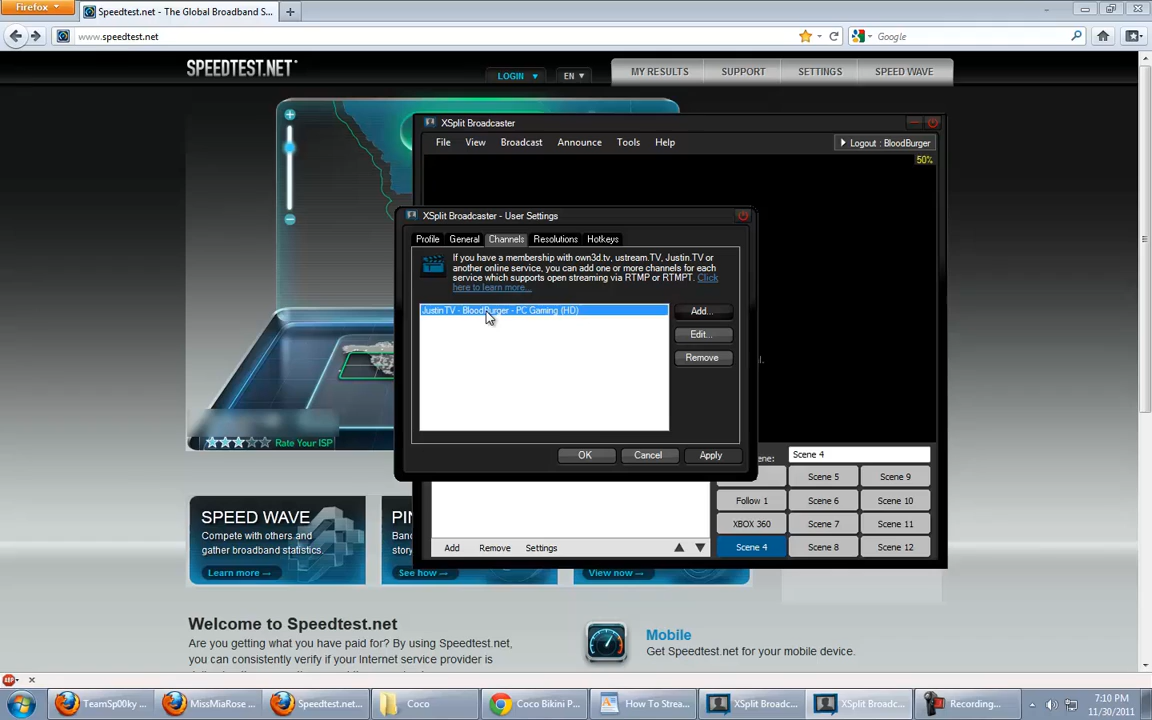 Firefox
Speedtest.net - The Global Broadband S...
www.speedtest.net
Google
SPEEDTEST.NET
LOGIN
EN
MY RESULTS
SUPPORT
SETTINGS
SPEED WAVE
XSplit Broadcaster
File
View
Broadcast
Announce
Tools
Help
Logout : BloodBurger
50%
XSplit Broadcaster - User Settings
Profile
General
Channels
Resolutions
Hotkeys
If you have a membership with own3d.tv, ustream.TV, Justin.TV or
another online service, you can add one or more channels for each
service which supports open streaming via RTMP or RTMPT. Click
here to learn more...
JustinTV - BloodBurger - PC Gaming (HD)
Add...
Edit...
Remove
OK
Cancel
Apply
Rate Your ISP
Scene 4
Scene 5
Scene 9
Follow 1
Scene 6
Scene 10
XBOX 360
Scene 7
Scene 11
Scene 4
Scene 8
Scene 12
Add
Remove
Settings
SPEED WAVE
Compete with others and
gather broadband statistics.
Learn more
See how
View now
Welcome to Speedtest.net
Are you getting what you have paid for? By using Speedtest.net,
you can consistently verify if your Internet service provider is
Mobile
Get Speedtest.net for your mobile device.
ABP
TeamSp00ky ...
MissMiaRose ...
Speedtest.net...
Coco
Coco Bikini P...
How To Strea...
XSplit Broadc...
XSplit Broadc...
Recording...
7:10 PM
11/30/2011